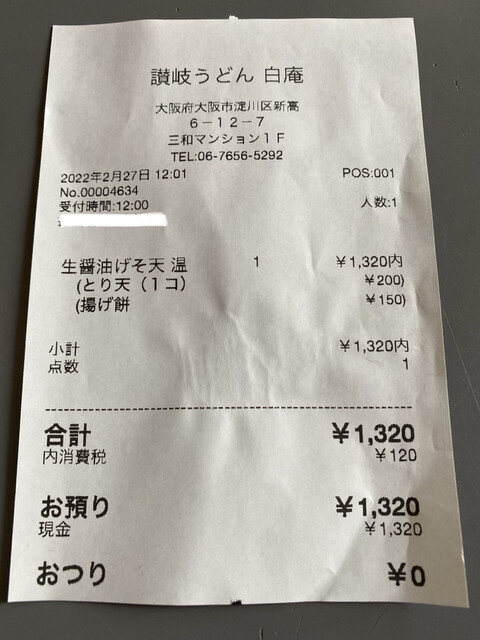 讃岐うどん 白庵
大阪府大阪市淀川区新高
6－12－7
三和マンション1F
TEL:06-7656-5292
2022年2月27日 12:01 POS:001
No.00004634
受付時間:12:00 人数:1
生醤油げそ天 温 1 ¥1,320内
(とり天（1コ） ¥200)
(揚げ餅 ¥150)
小計 ¥1,320内
点数 1
合計 ¥1,320
内消費税 ¥120
お預り ¥1,320
現金 ¥1,320
おつり ¥0